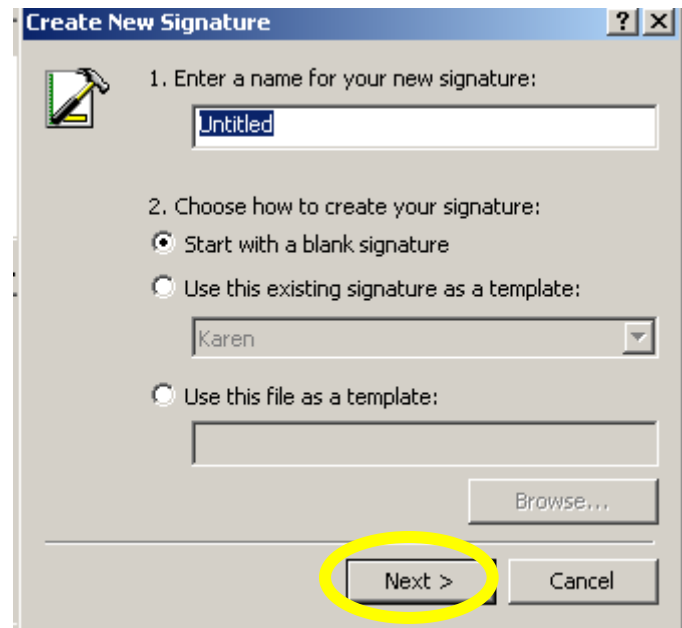 Create New Signature
1. Enter a name for your new signature:
Untitled
2. Choose how to create your signature:
Start with a blank signature
Use this existing signature as a template:
Karen
Use this file as a template:
Browse...
Next > Cancel